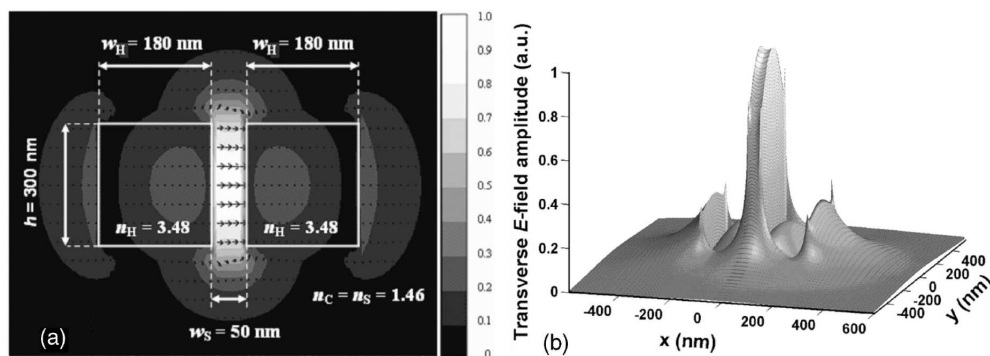 w_H = 180 nm
w_H = 180 nm
h = 300 nm
n_H = 3.48
n_H = 3.48
n_C = n_S = 1.46
w_S = 50 nm
(a)
1.0
0.9
0.8
0.7
0.6
0.5
0.4
0.3
0.2
0.1
0
Transverse E-field amplitude (a.u.)
1
0.8
0.6
0.4
0.2
0
-400
-200
0
200
400
600
x (nm)
-400
-200
0
200
400
y (nm)
(b)